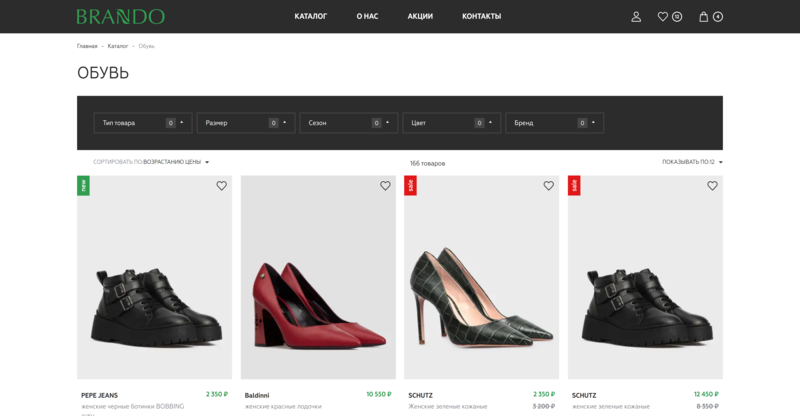 BRANDO
КАТАЛОГ О НАС АКЦИИ КОНТАКТЫ
12 4
Главная - Каталог - Обувь
ОБУВЬ
Тип товара 0 Размер 0 Сезон 0 Цвет 0 Бренд 0
СОРТИРОВАТЬ ПО: ВОЗРАСТАНИЮ ЦЕНЫ 166 товаров ПОКАЗЫВАТЬ ПО:12
new sale sale
PEPE JEANS 2 350 ₽ Baldinni 10 550 ₽ SCHUTZ 2 350 ₽ SCHUTZ 12 450 ₽
женские черные ботинки BOBBING женские красные лодочки Женские зеленые кожаные 3 200 ₽ женские зеленые кожаные 8 350 ₽